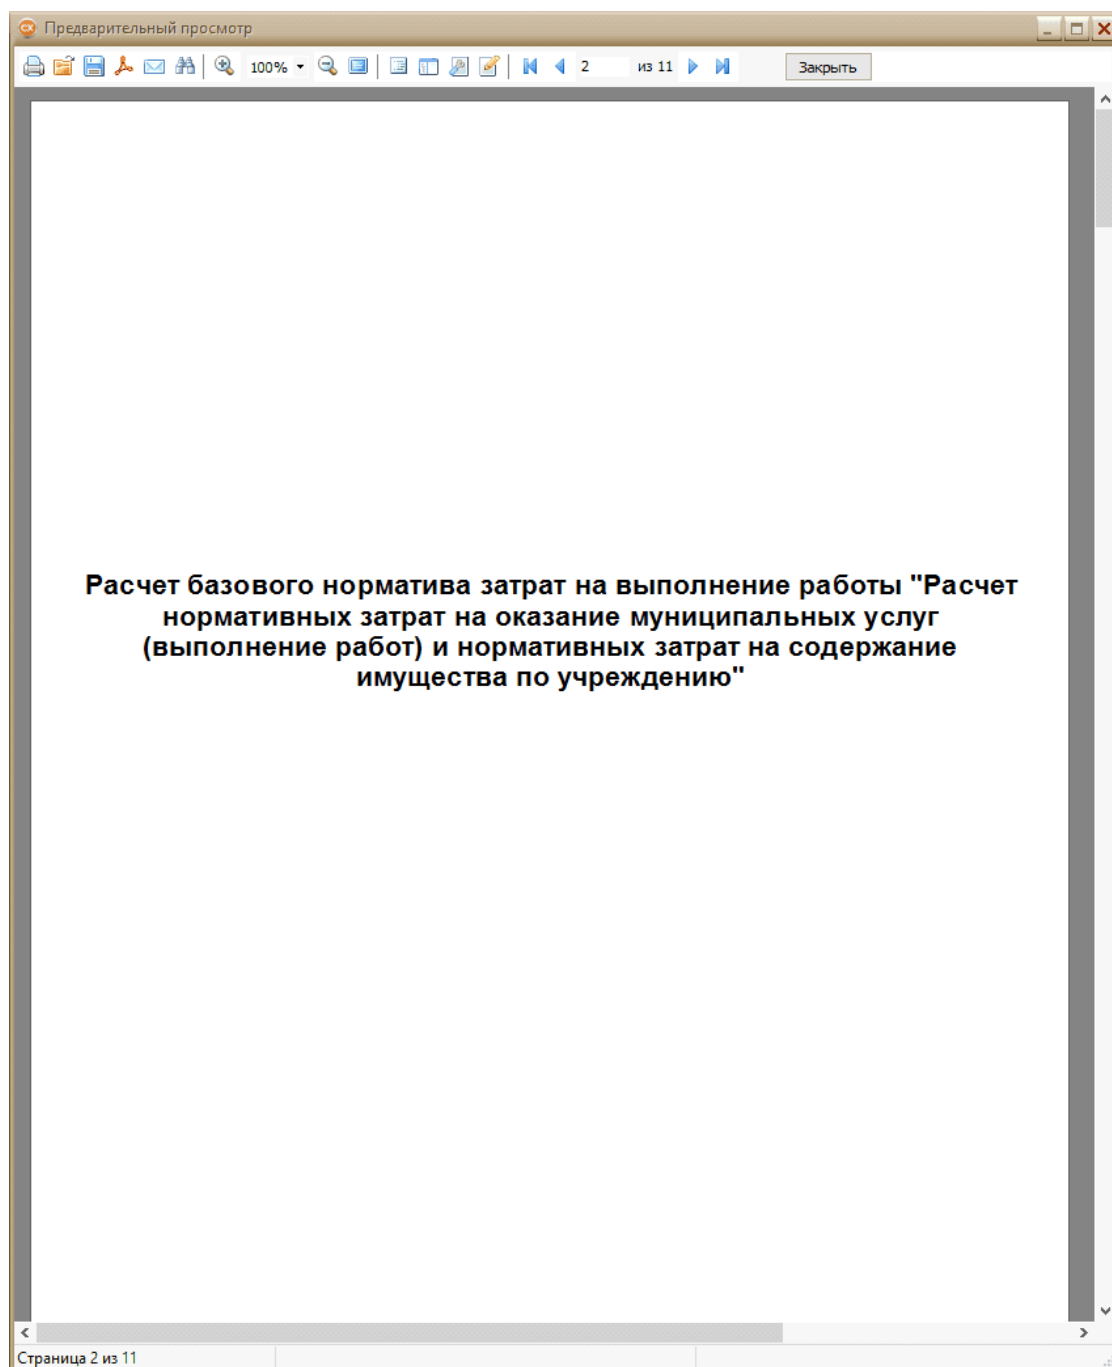 Предварительный просмотр
100% 2 из 11 Закрыть
Расчет базового норматива затрат на выполнение работы "Расчет
нормативных затрат на оказание муниципальных услуг
(выполнение работ) и нормативных затрат на содержание
имущества по учреждению"
Страница 2 из 11